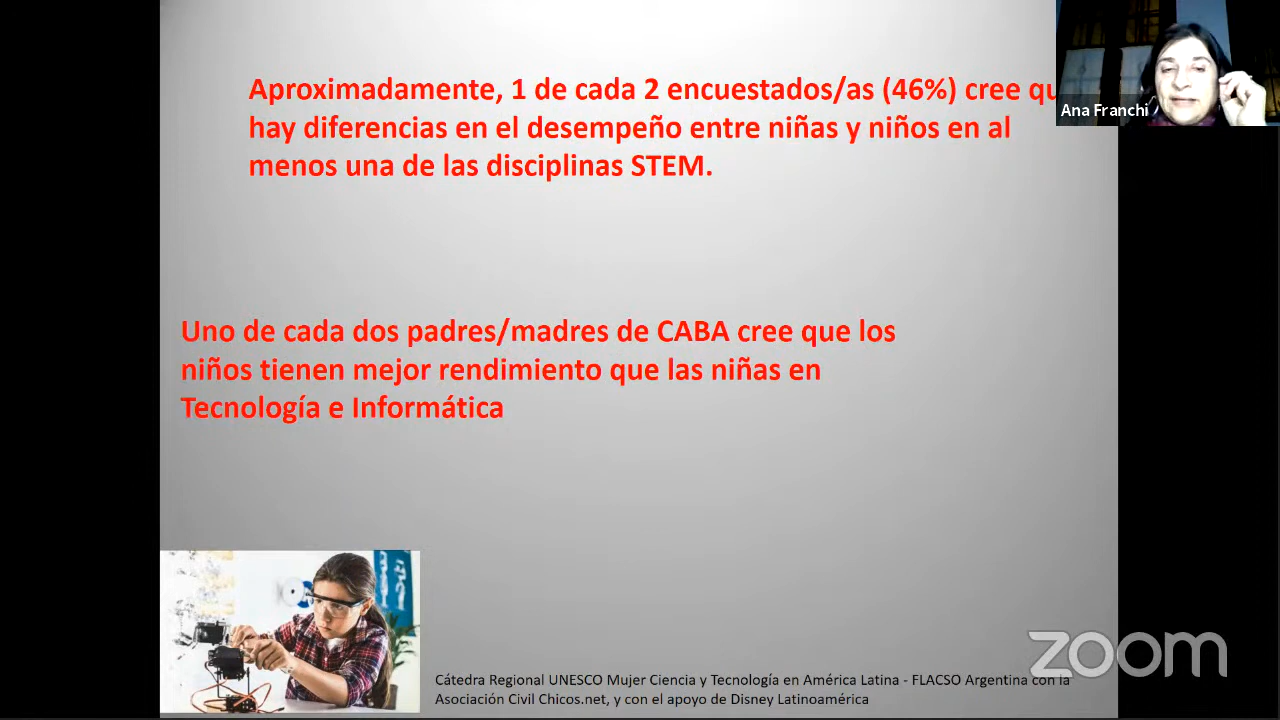 Aproximadamente, 1 de cada 2 encuestados/as (46%) cree qu
hay diferencias en el desempeño entre niñas y niños en al
menos una de las disciplinas STEM.
Ana Franchi
Uno de cada dos padres/madres de CABA cree que los
niños tienen mejor rendimiento que las niñas en
Tecnología e Informática
zoom
Cátedra Regional UNESCO Mujer Ciencia y Tecnología en América Latina - FLACSO Argentina con la
Asociación Civil Chicos.net, y con el apoyo de Disney Latinoamérica